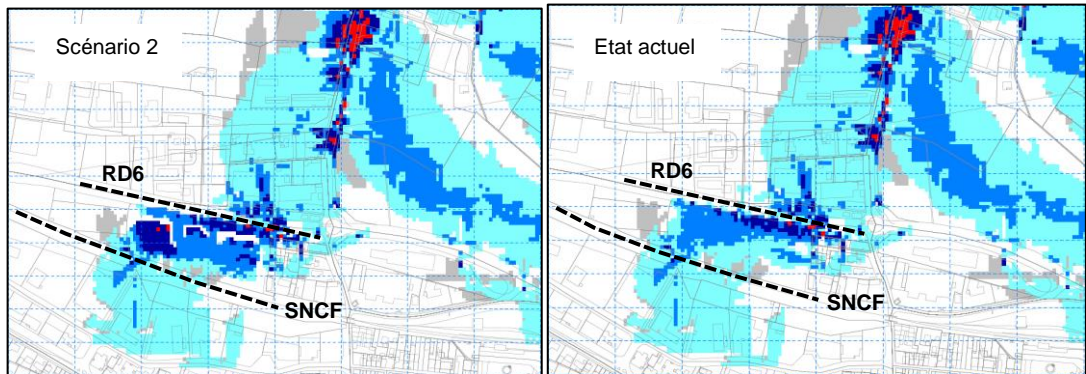 Scénario 2
RD6
SNCF
Etat actuel
RD6
SNCF